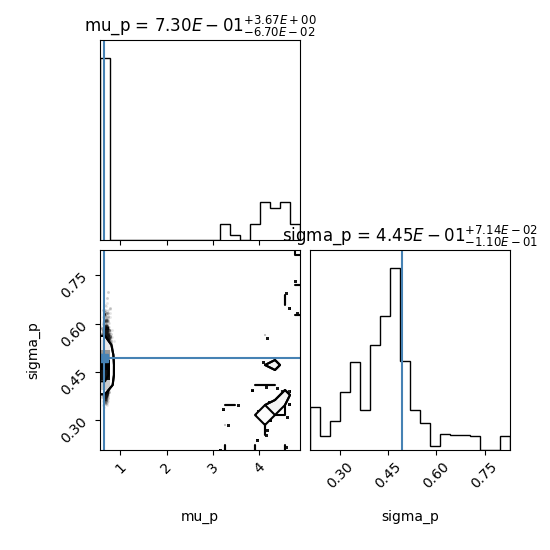 mu_p = 7.30E − 01+3.67E+00−6.70E−02
sigma_p = 4.45E − 01+7.14E−02−1.10E−01
sigma_p
0.75
0.60
0.45
0.30
1 2 3 4
0.30 0.45 0.60 0.75
mu_p
sigma_p